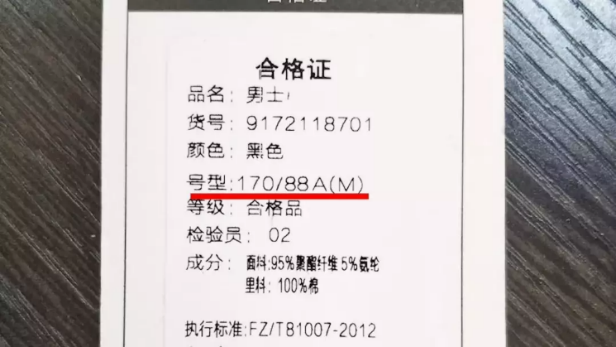 合格证
合格证
品名: 男士
货号: 9172118701
颜色: 黑色
号型:170/88A(M)
等级: 合格品
检验员: 02
成分: 面料:95%聚酯纤维 5%氨纶
里料: 100%棉
执行标准:FZ/T81007-2012